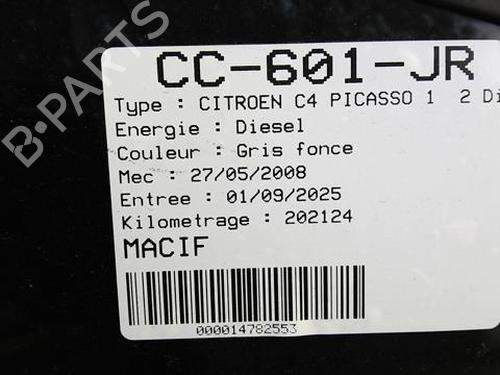 B-PARTS
CC-601-JR
Type : CITROEN C4 PICASSO 1 2 Di
Energie : Diesel
Couleur : Gris fonce
Mec : 27/05/2008
Entree : 01/09/2025
Kilometrage : 202124
MACIF
000014782553